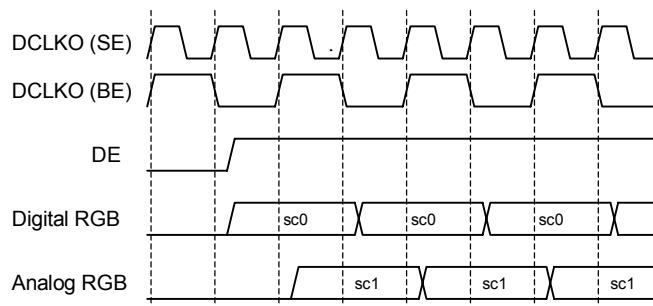 DCLKO (SE)
DCLKO (BE)
DE
Digital RGB sc0 sc0 sc0
Analog RGB sc1 sc1 sc1